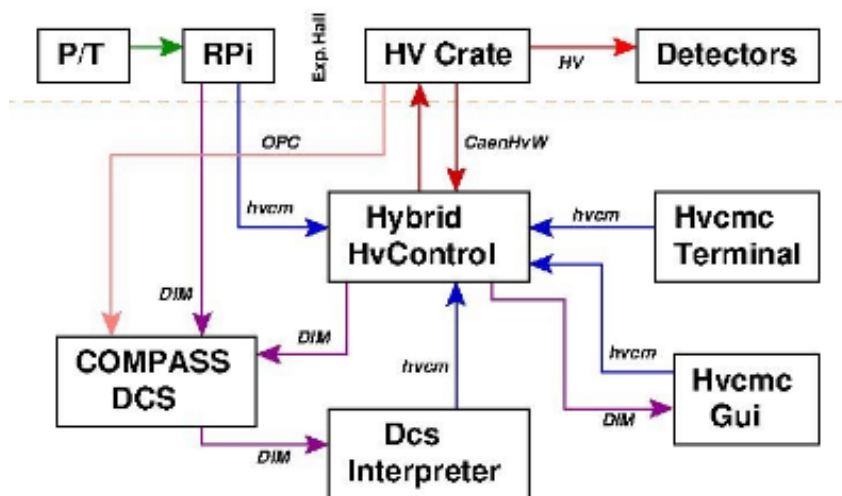 P/T
RPi
Exp.Hall
HV Crate
HV
Detectors
OPC
CaenHvW
hvcm
Hybrid
HvControl
hvcm
Hvcmc
Terminal
DIM
DIM
hvcm
hvcm
COMPASS
DCS
Hvcmc
Gui
DIM
DIM
Dcs
Interpreter